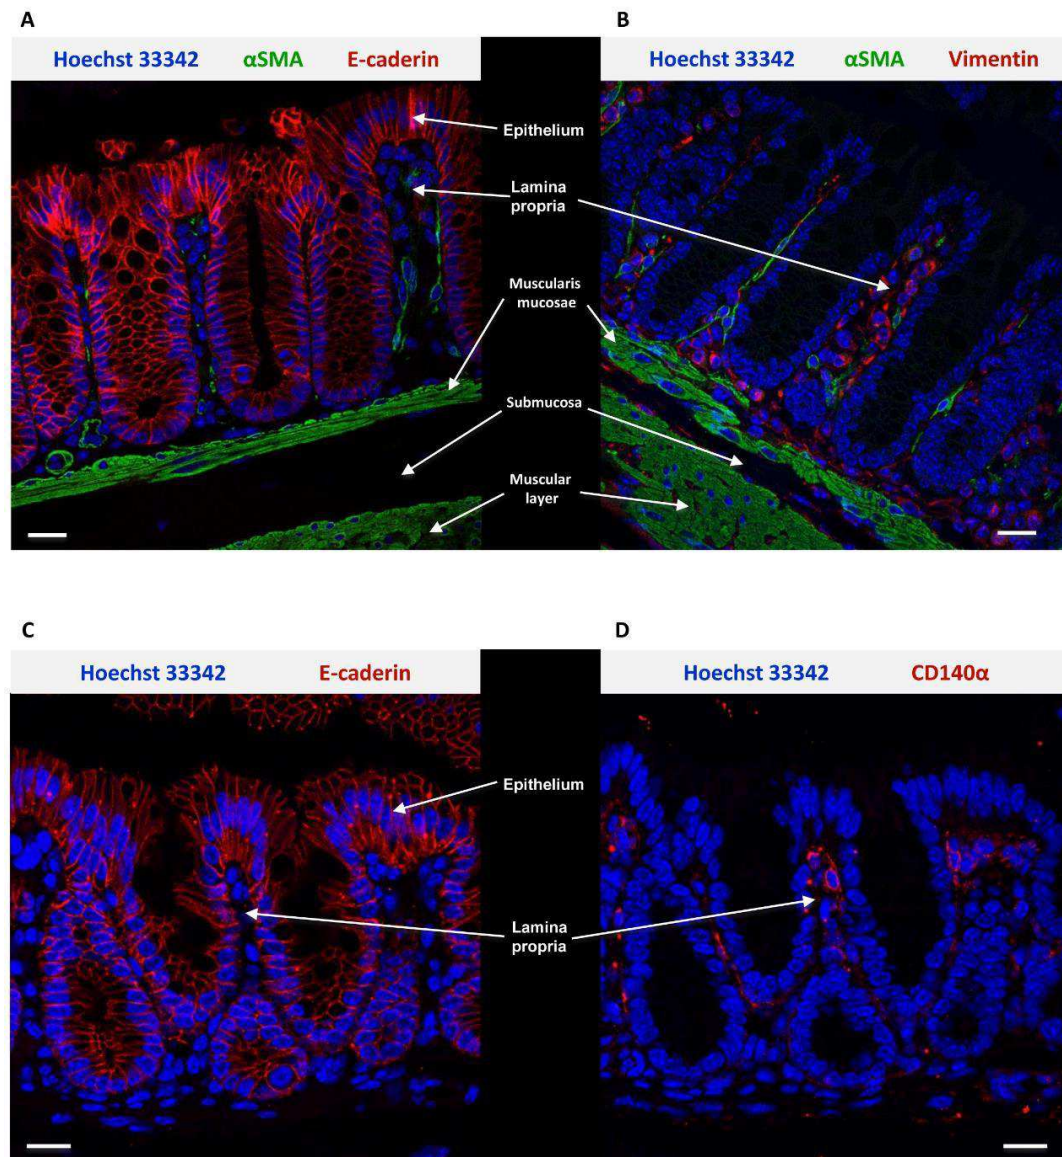 A
B
Hoechst 33342 αSMA E-caderin
Hoechst 33342 αSMA Vimentin
Epithelium
Lamina
propria
Muscularis
mucosae
Submucosa
Muscular
layer
C
D
Hoechst 33342 E-caderin
Hoechst 33342 CD140α
Epithelium
Lamina
propria